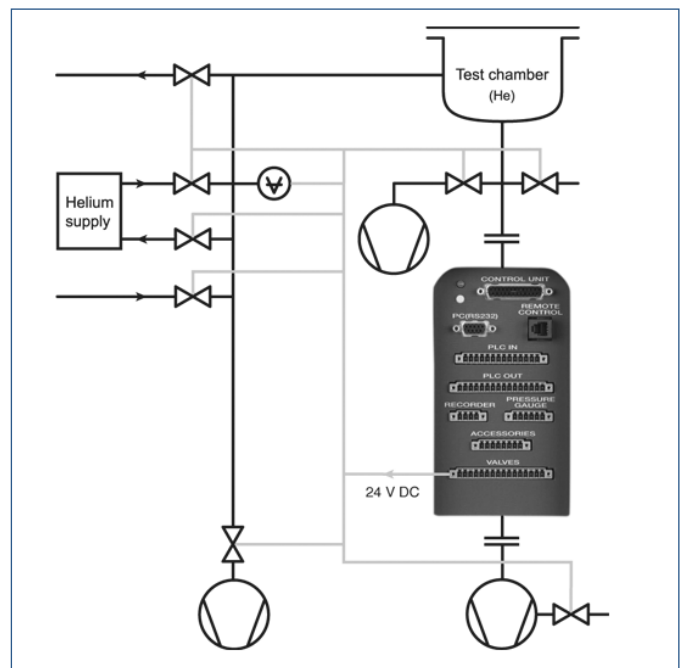 Test chamber
(He)
Helium
supply
CONTROL UNIT
PC(RS232)
REMOTE
CONTROL
PLC IN
PLC OUT
RECORDER
PRESSURE
GAUGE
ACCESSORIES
VALVES
24 V DC